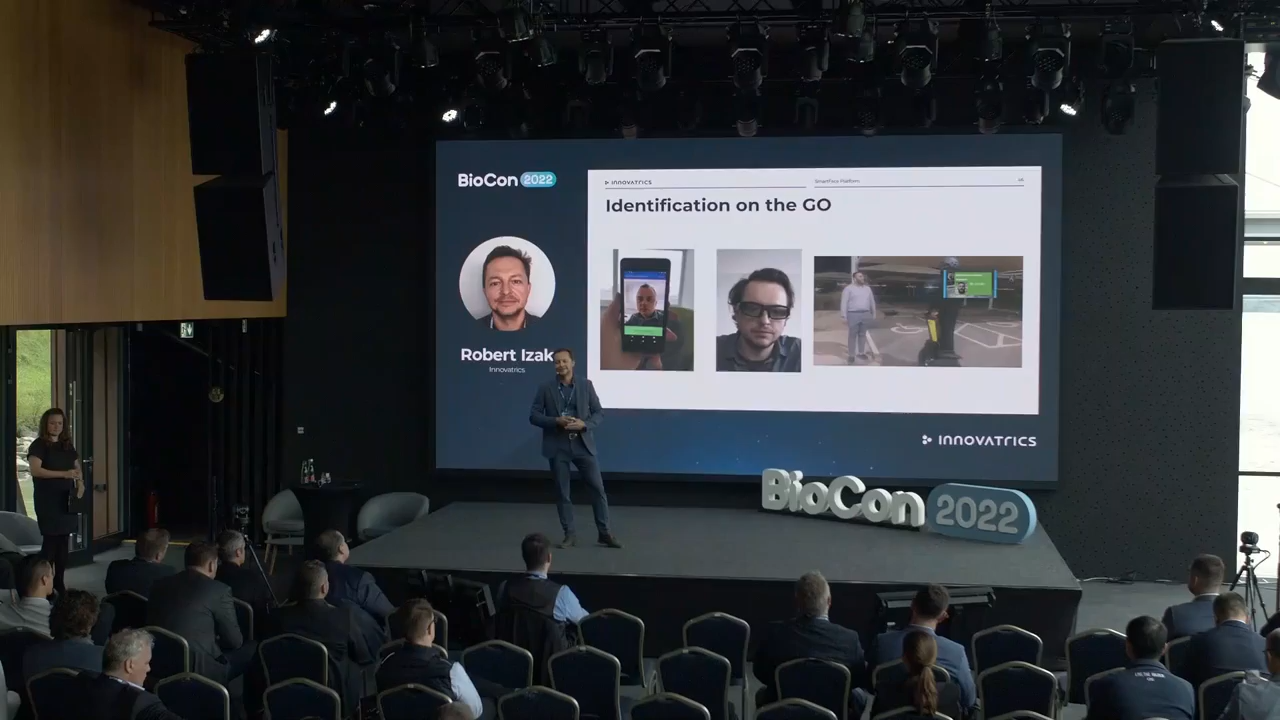 BioCon 2022
INNOVATRICS
SmartFace Platform
Identification on the GO
Robert Izak
Innovatrics
INNOVATRICS
BioCon 2022